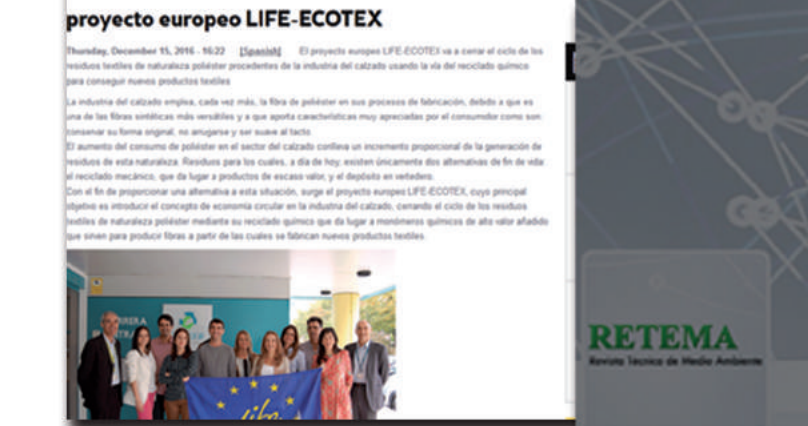 proyecto europeo LIFE-ECOTEX
Thursday, December 15, 2016 - 16:22 [Spanish] El proyecto europeo LIFE-ECOTEX va a cerrar el ciclo de los
residuos textiles de naturaleza poliéster procedentes de la industria del calzado usando la vía del reciclado químico
para conseguir nuevos productos textiles
La industria del calzado emplea, cada vez más, la fibra de poliéster en sus procesos de fabricación, debido a que es
una de las fibras sintéticas más versátiles y a que aporta características muy apreciadas por el consumidor como son:
conservar su forma original, no arrugarse y ser suave al tacto.
El aumento del consumo de poliéster en el sector del calzado conlleva un incremento proporcional de la generación de
residuos de esta naturaleza. Residuos para los cuales, a día de hoy, existen únicamente dos alternativas de fin de vida:
el reciclado mecánico, que da lugar a productos de escaso valor, y el depósito en vertedero.
Con el fin de proporcionar una alternativa a esta situación, surge el proyecto europeo LIFE-ECOTEX, cuyo principal
objetivo es introducir el concepto de economía circular en la industria del calzado, cerrando el ciclo de los residuos
textiles de naturaleza poliéster mediante su reciclado químico que da lugar a monómeros químicos de alto valor añadido
que sirven para producir fibras a partir de las cuales se fabrican nuevos productos textiles.
life
RETEMA
Revista Técnica de Medio Ambiente